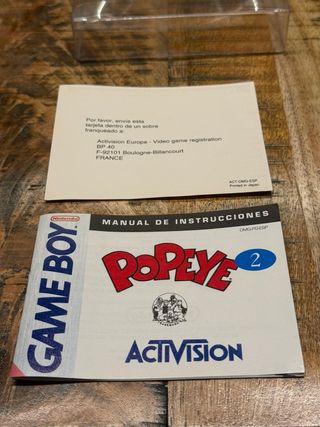 Por favor, envíe esta
tarjeta dentro de un sobre
franqueado a:
Activision Europe - Video game registration
BP 40
F-92101 Boulogne-Billancourt
FRANCE
ACT-DMG-ESP
Printed in Japan
Nintendo
GAME BOY
MANUAL DE INSTRUCCIONES
DMG-PO-ESP
POPEYE 2
ACTIVISION